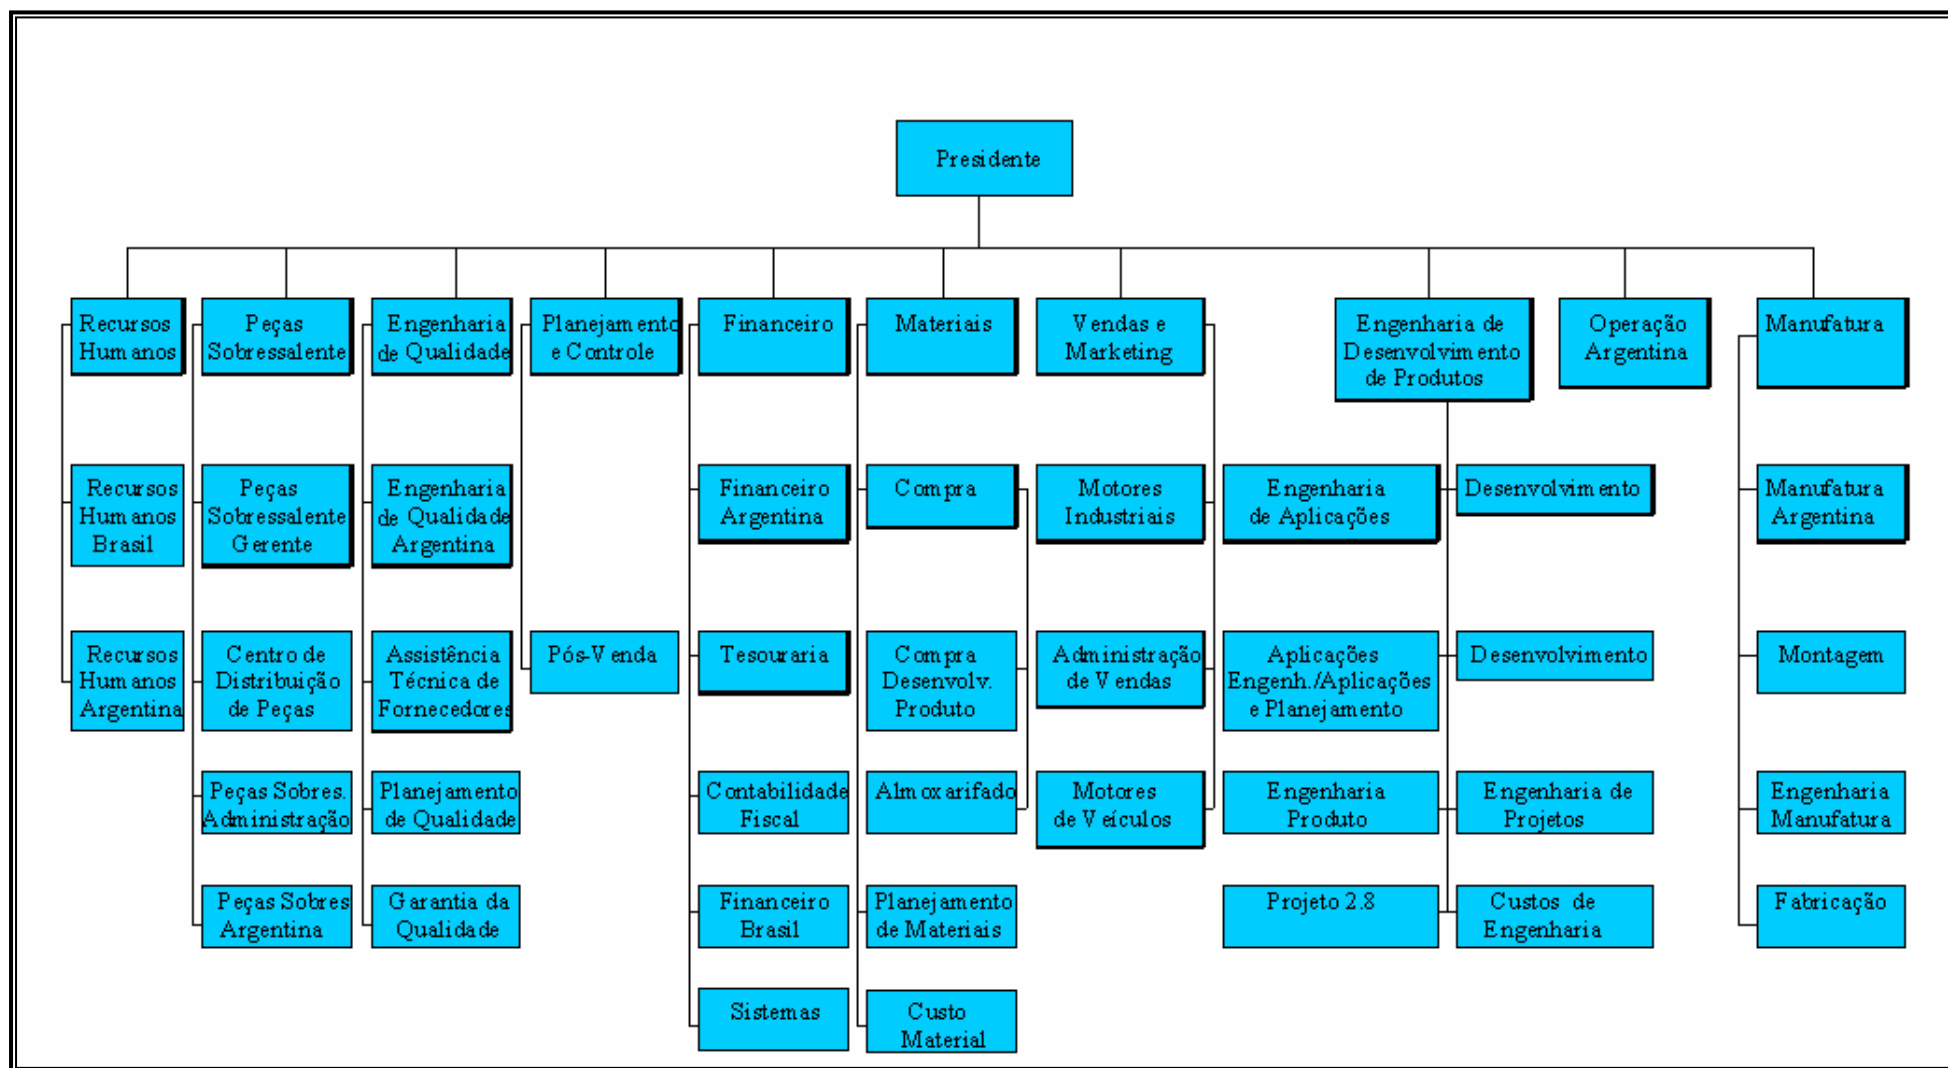 Presidente
Recursos
Humanos
Peças
Sobressalente
Engenharia
de Qualidade
Planejamento
e Controle
Financeiro
Materiais
Vendas e
Marketing
Engenharia de
Desenvolvimento
de Produtos
Operação
Argentina
Manufatura
Recursos
Humanos
Brasil
Peças
Sobressalente
Gerente
Engenharia
de Qualidade
Argentina
Financeiro
Argentina
Compra
Motores
Industriais
Engenharia
de Aplicações
Desenvolvimento
Manufatura
Argentina
Recursos
Humanos
Argentina
Centro de
Distribuição
de Peças
Assistência
Técnica de
Fornecedores
Pós-Venda
Tesouraria
Compra
Desenvolv.
Produto
Administração
de Vendas
Aplicações
Engenh./Aplicações
e Planejamento
Desenvolvimento
Montagem
Peças Sobres.
Administração
Planejamento
de Qualidade
Contabilidade
Fiscal
Almoxarifado
Motores
de Veículos
Engenharia
Produto
Engenharia de
Projetos
Engenharia
Manufatura
Peças Sobres
Argentina
Garantia da
Qualidade
Financeiro
Brasil
Planejamento
de Materiais
Projeto 2.8
Custos de
Engenharia
Fabricação
Sistemas
Custo
Material